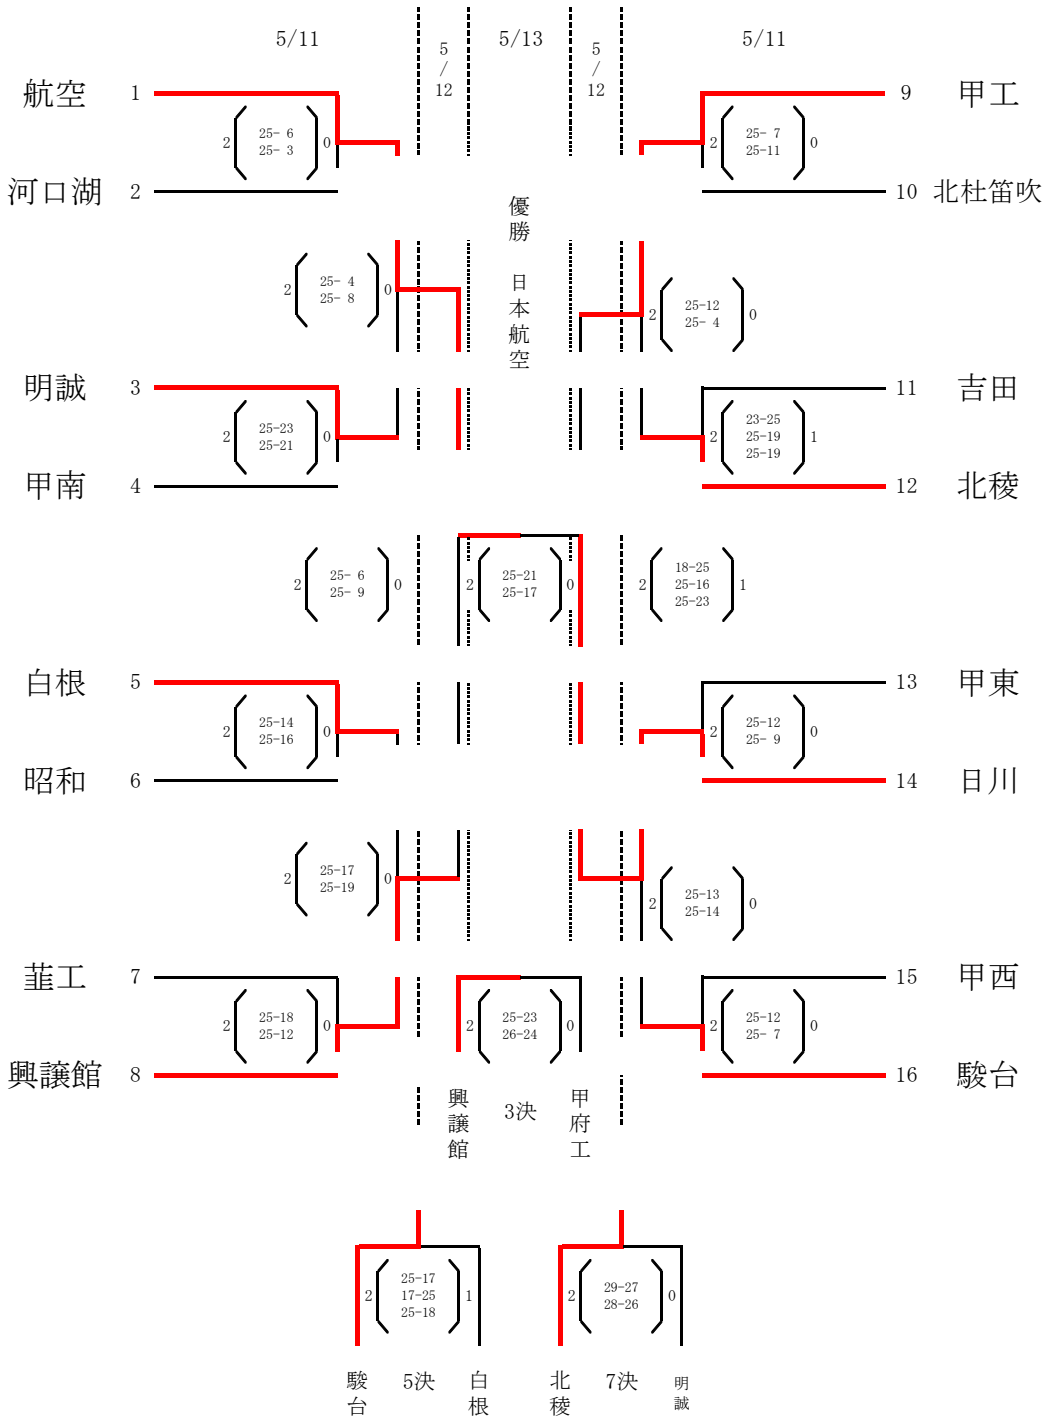 5/11
5/12
5/13
5/12
5/11
航空 1
2 25- 6 0
25- 3
河口湖 2
9 甲工
2 25- 7 0
25-11
10 北杜笛吹
優勝 日本航空
2 25- 4 0
25- 8
2 25-12 0
25- 4
明誠 3
2 25-23 0
25-21
甲南 4
11 吉田
23-25
2 25-19 1
25-19
12 北稜
2 25- 6 0
25- 9
2 25-21 0
25-17
18-25
2 25-16 1
25-23
白根 5
2 25-14 0
25-16
昭和 6
13 甲東
2 25-12 0
25- 9
14 日川
2 25-17 0
25-19
2 25-13 0
25-14
韮工 7
2 25-18 0
25-12
興譲館 8
2 25-23 0
26-24
興譲館 3決 甲府工
15 甲西
2 25-12 0
25- 7
16 駿台
25-17
2 17-25 1
25-18
駿台 5決 白根
2 29-27 0
28-26
北稜 7決 明誠